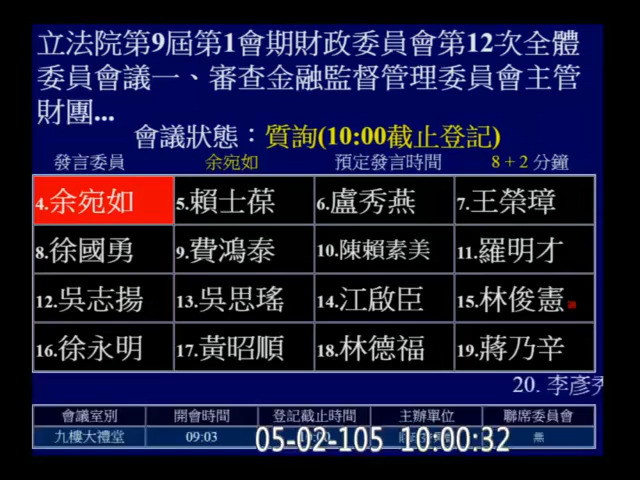 立法院第9屆第1會期財政委員會第12次全體
委員會議一、審查金融監督管理委員會主管
財團...
會議狀態：質詢(10:00截止登記)
發言委員 余宛如 預定發言時間 8 + 2 分鐘
4.余宛如 5.賴士葆 6.盧秀燕 7.王榮璋
8.徐國勇 9.費鴻泰 10.陳賴素美 11.羅明才
12.吳志揚 13.吳思瑤 14.江啟臣 15.林俊憲
16.徐永明 17.黃昭順 18.林德福 19.蔣乃辛
20. 李彥
會議室別 開會時間 登記截止時間 主辦單位 聯席委員會
九樓大禮堂 09:03 無
05-02-105 10:00:32